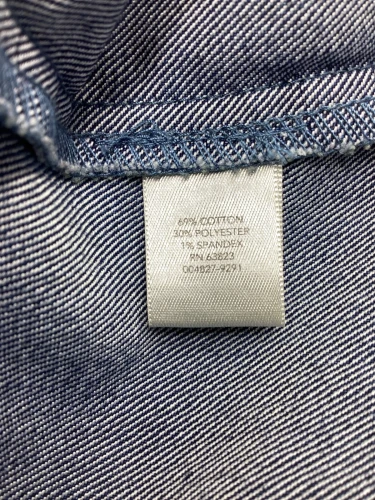 69% COTTON
30% POLYESTER
1% SPANDEX
RN 63823
004827-9291